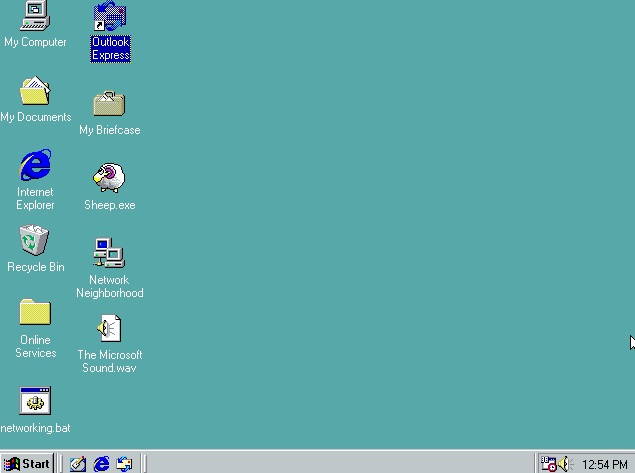 My Computer
Outlook
Express
My Documents
My Briefcase
Internet
Explorer
Sheep.exe
Recycle Bin
Network
Neighborhood
Online
Services
The Microsoft
Sound.wav
networking.bat
Start
12:54 PM